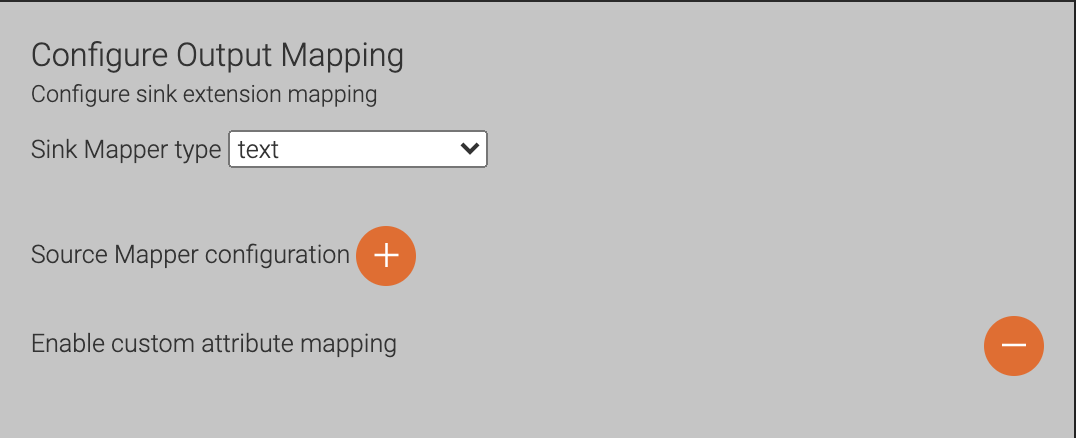 Configure Output Mapping
Configure sink extension mapping
Sink Mapper type text
Source Mapper configuration
Enable custom attribute mapping